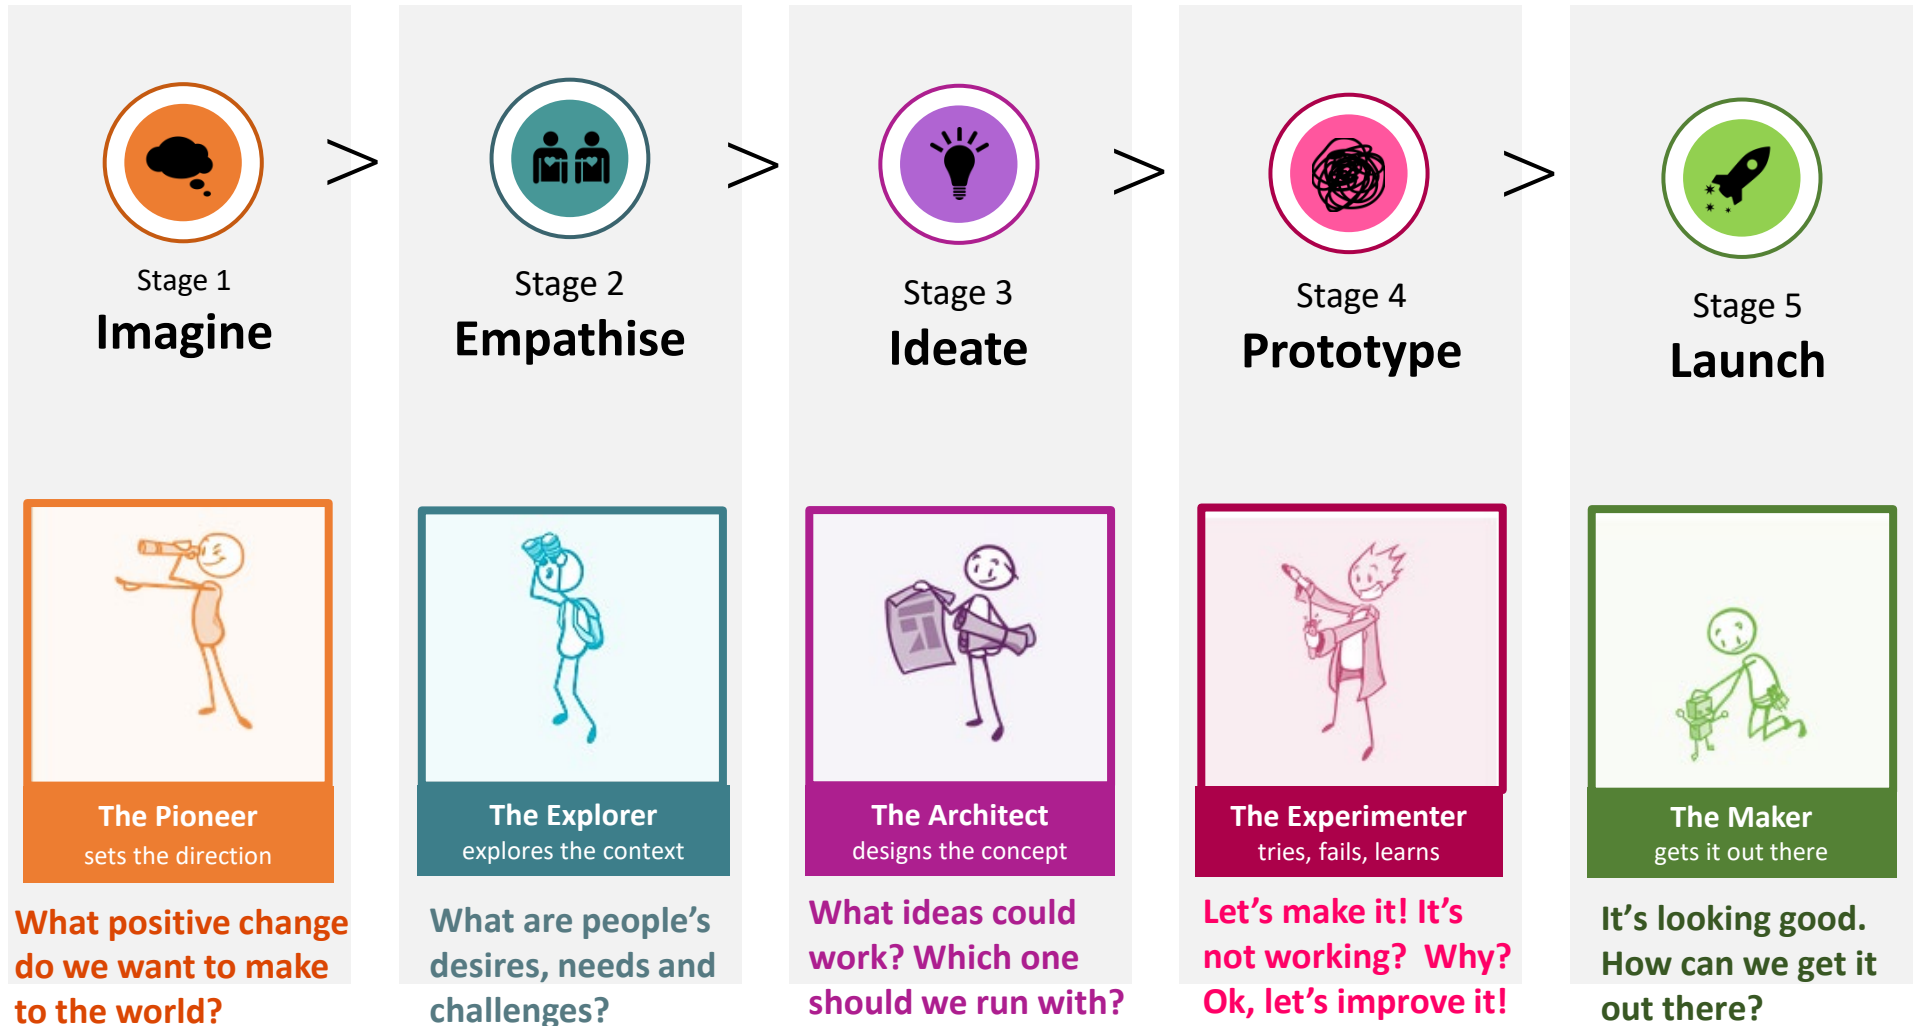 Stage 1
Imagine
>
Stage 2
Empathise
>
Stage 3
Ideate
>
Stage 4
Prototype
>
Stage 5
Launch
The Pioneer
sets the direction
What positive change
do we want to make
to the world?
The Explorer
explores the context
What are people’s
desires, needs and
challenges?
The Architect
designs the concept
What ideas could
work? Which one
should we run with?
The Experimenter
tries, fails, learns
Let’s make it! It’s
not working?  Why?
Ok, let’s improve it!
The Maker
gets it out there
It’s looking good.
How can we get it
out there?